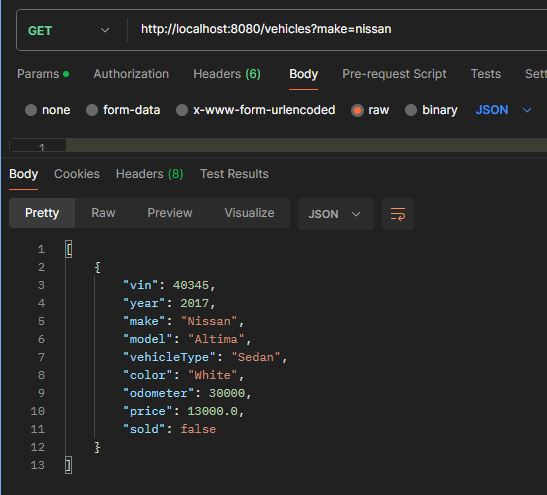 GET http://localhost:8080/vehicles?make=nissan
Params Authorization Headers (6) Body Pre-request Script Tests Sett
none form-data x-www-form-urlencoded raw binary JSON
1
Body Cookies Headers (8) Test Results
Pretty Raw Preview Visualize JSON
1 [
2 {
3 "vin": 40345,
4 "year": 2017,
5 "make": "Nissan",
6 "model": "Altima",
7 "vehicleType": "Sedan",
8 "color": "White",
9 "odometer": 30000,
10 "price": 13000.0,
11 "sold": false
12 }
13 ]